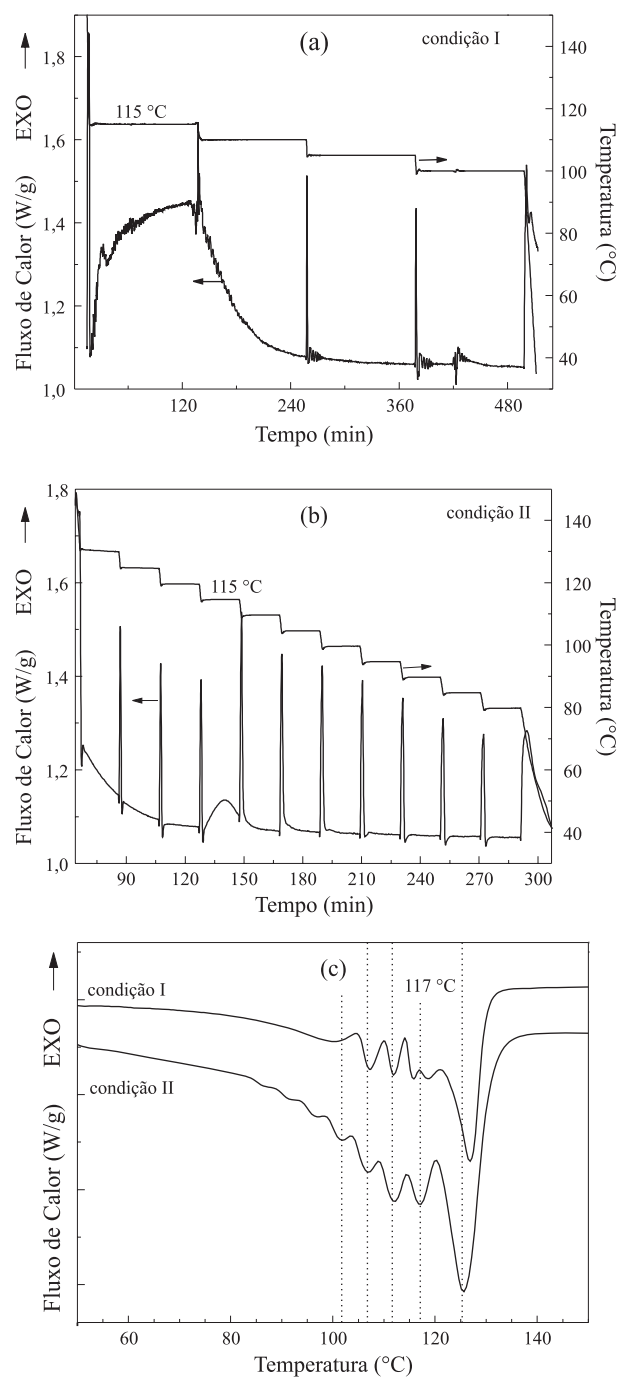 (a)
condição I
115 °C
EXO
Fluxo de Calor (W/g)
Temperatura (°C)
1,8
1,6
1,4
1,2
1,1
1,0
140
120
100
80
60
40
120
240
360
480
Tempo (min)
(b)
condição II
115 °C
EXO
Fluxo de Calor (W/g)
Temperatura (°C)
1,8
1,6
1,4
1,2
1,0
140
120
100
80
60
40
90
120
150
180
210
240
270
300
Tempo (min)
(c)
117 °C
condição I
condição II
EXO
Fluxo de Calor (W/g)
60
80
100
120
140
Temperatura (°C)